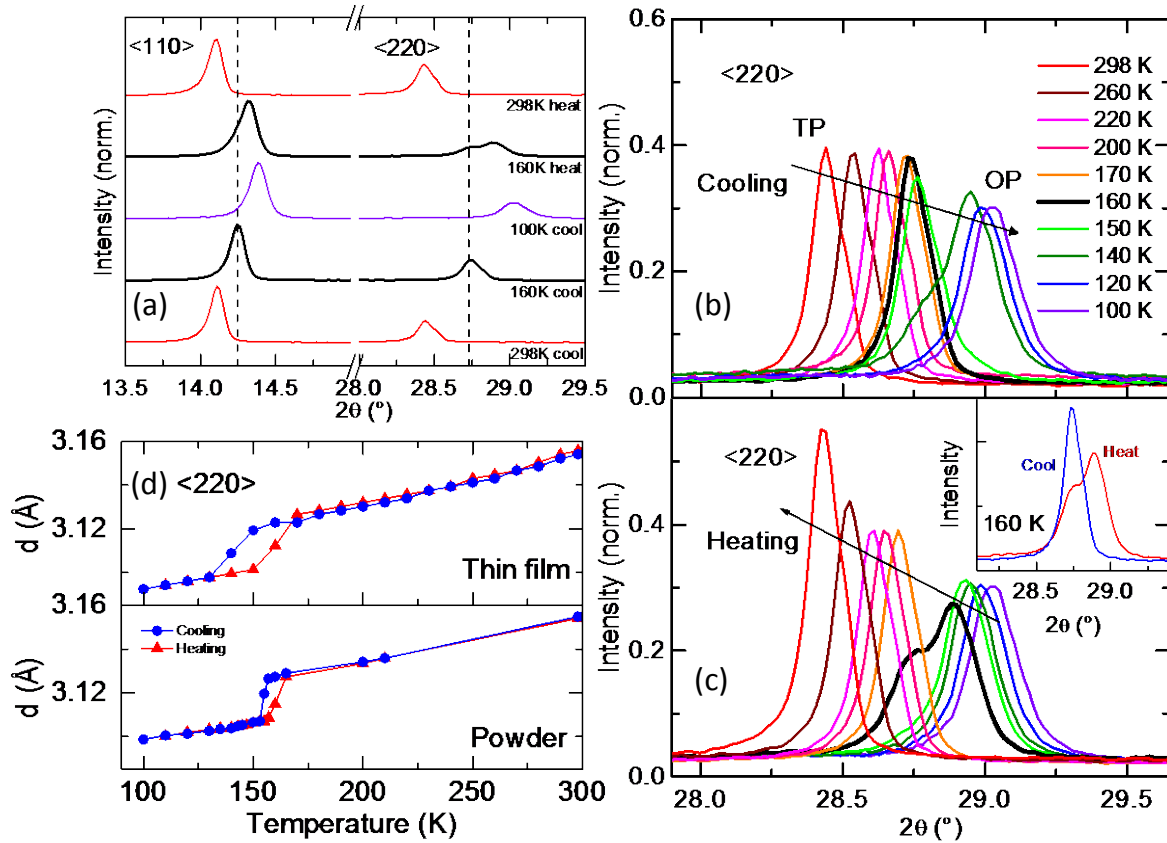 <110>
<220>
298K heat
160K heat
100K cool
160K cool
298K cool
(a)
Intensity (norm.)
13.5 14.0 14.5 28.0 28.5 29.0 29.5
2θ (°)
0.6
0.4
0.2
0.0
Intensity (norm.)
<220>
TP
Cooling
OP
(b)
298 K
260 K
220 K
200 K
170 K
160 K
150 K
140 K
120 K
100 K
0.4
0.2
0.0
Intensity (norm.)
<220>
Heating
(c)
Intensity
Cool
Heat
160 K
28.5 29.0
2θ (°)
28.0 28.5 29.0 29.5
2θ (°)
3.16
3.12
d (Å)
(d) <220>
Thin film
3.16
3.12
d (Å)
Cooling
Heating
Powder
100 150 200 250 300
Temperature (K)